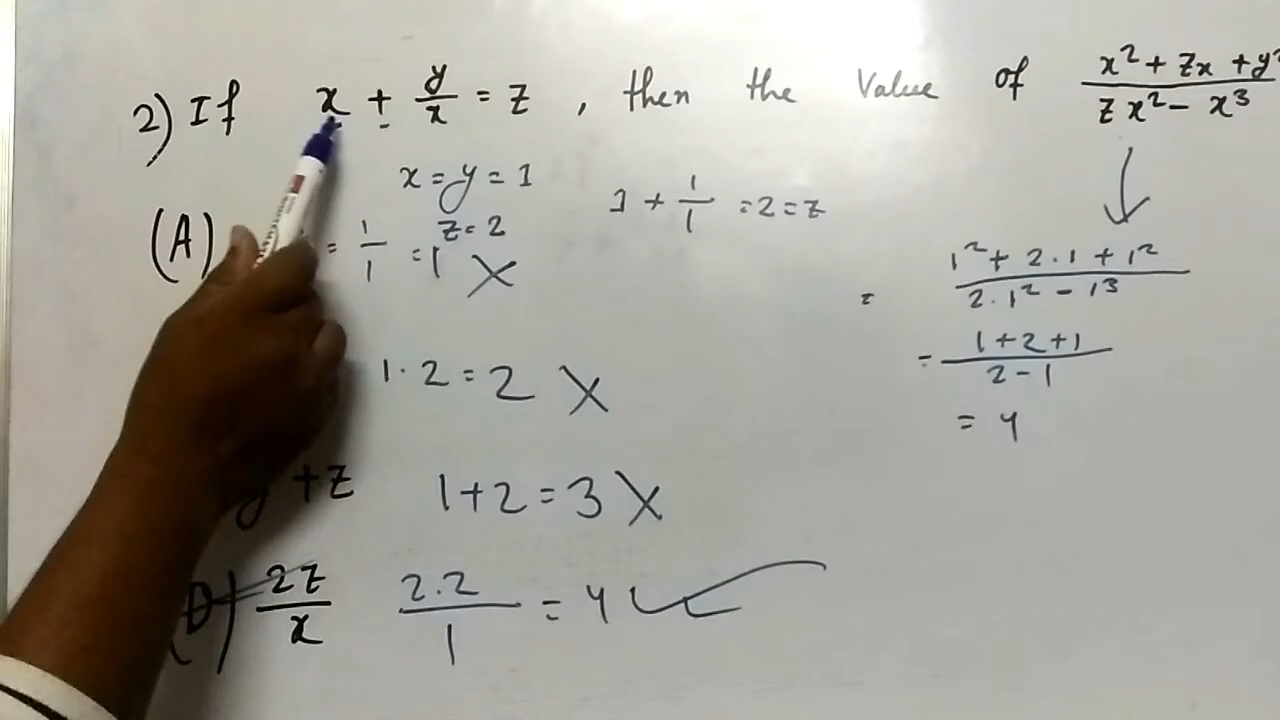 2) If x + y/x = z , then the Value of (x² + zx + y²)/(zx² - x³)
x = y = 1
1 + 1/1 = 2 = z
z = 2
(A) = 1/1 = 1 X
= (1² + 2.1 + 1²)/(2.1² - 1³)
= (1+2+1)/(2-1)
1.2 = 2 X
= 4
y + z 1+2 = 3 X
(D) 2z/x 2.2/1 = 4 ✓